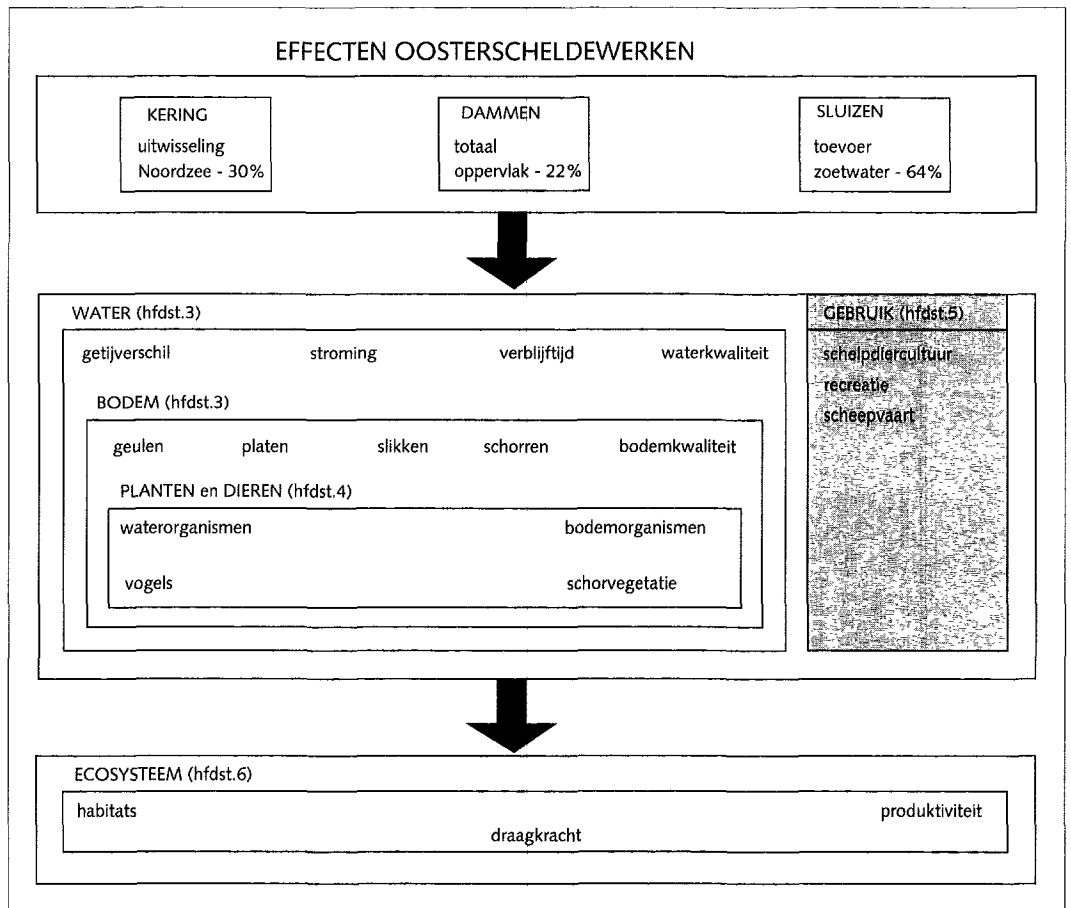 EFFECTEN OOSTERSCHELDEWERKEN
KERING
uitwisseling
Noordzee - 30%
DAMMEN
totaal
oppervlak - 22%
SLUIZEN
toevoer
zoetwater - 64%
WATER (hfdst.3)
getijverschil stroming verblijftijd waterkwaliteit
BODEM (hfdst.3)
geulen platen slikken schorren bodemkwaliteit
PLANTEN en DIEREN (hfdst.4)
waterorganismen bodemorganismen
vogels schorvegetatie
GEBRUIK (hfdst.5)
schelpdiercultuur
recreatie
scheepvaart
ECOSYSTEEM (hfdst.6)
habitats produktiviteit
draagkracht